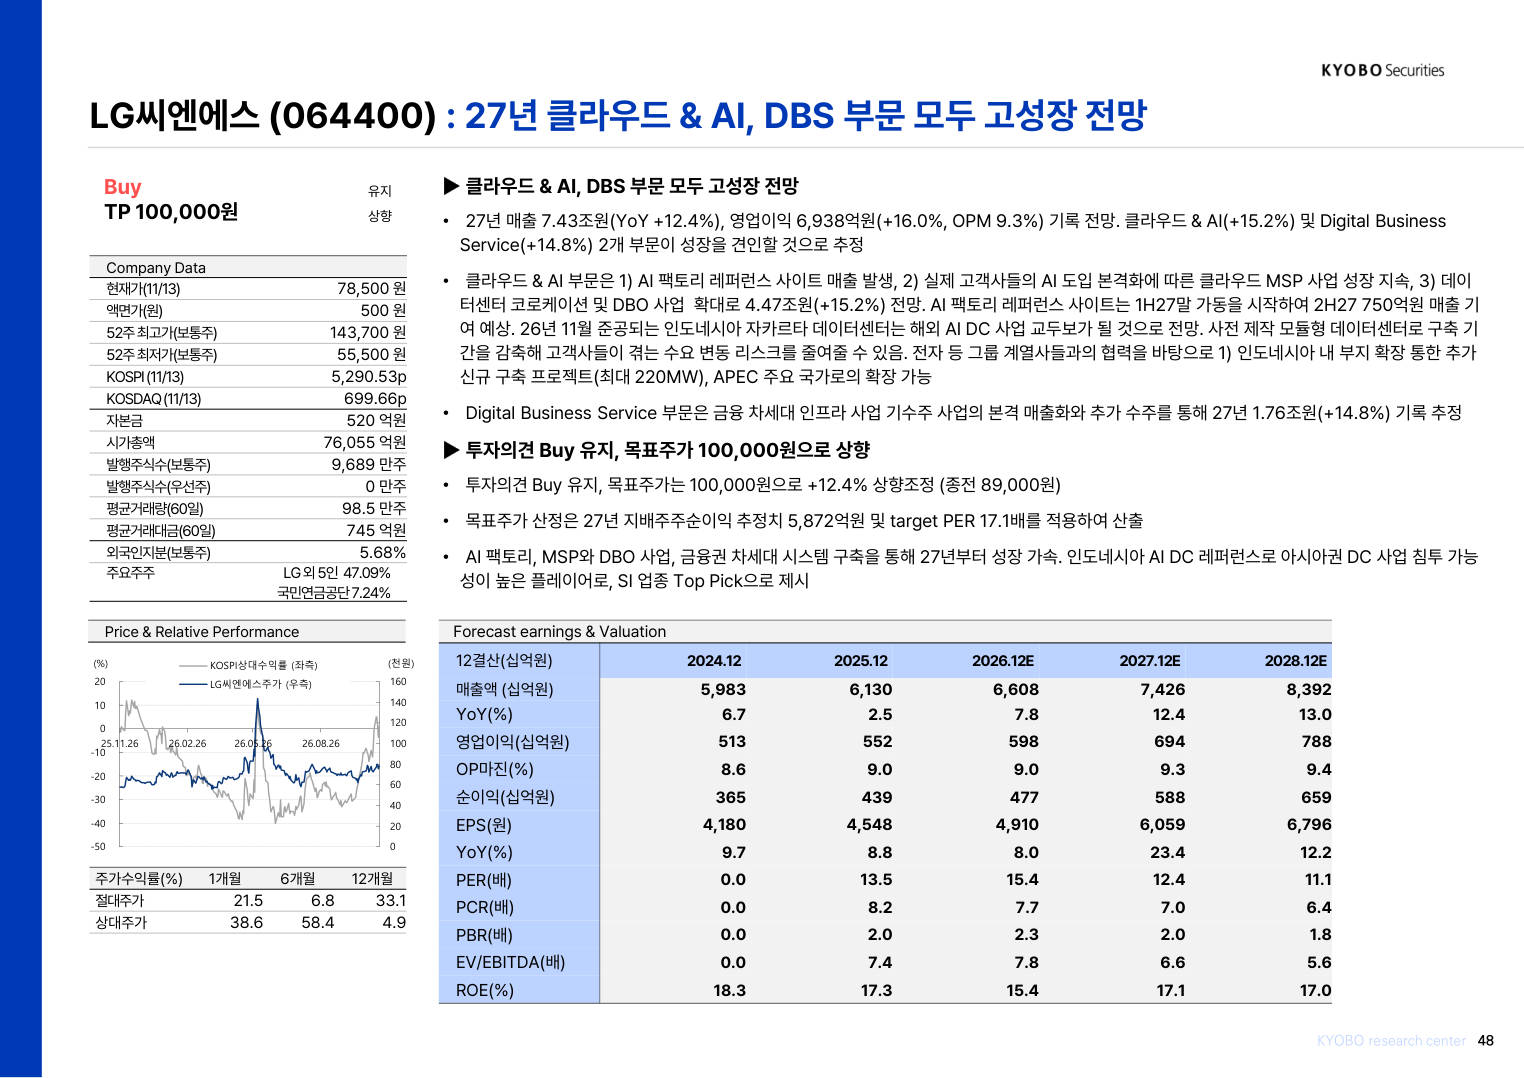 KYOBO Securities
LG씨엔에스 (064400) : 27년 클라우드 & AI, DBS 부문 모두 고성장 전망
Buy 유지
TP 100,000원 상향
Company Data
현재가(11/13) 78,500 원
액면가(원) 500 원
52주 최고가(보통주) 143,700 원
52주 최저가(보통주) 55,500 원
KOSPI (11/13) 5,290.53p
KOSDAQ (11/13) 699.66p
자본금 520 억원
시가총액 76,055 억원
발행주식수(보통주) 9,689 만주
발행주식수(우선주) 0 만주
평균거래량(60일) 98.5 만주
평균거래대금(60일) 745 억원
외국인지분(보통주) 5.68%
주요주주 LG 외 5인 47.09%
국민연금공단 7.24%
Price & Relative Performance
(%) KOSPI상대수익률 (좌측) (천원)
LG씨엔에스주가 (우측)
20 160
10 140
0 120
25.11.26 26.02.26 26.05.26 26.08.26 100
-10
-20 80
-30 60
-40 40
-50 20
0
주가수익률(%) 1개월 6개월 12개월
절대주가 21.5 6.8 33.1
상대주가 38.6 58.4 4.9
▶ 클라우드 & AI, DBS 부문 모두 고성장 전망
• 27년 매출 7.43조원(YoY +12.4%), 영업이익 6,938억원(+16.0%, OPM 9.3%) 기록 전망. 클라우드 & AI(+15.2%) 및 Digital Business
Service(+14.8%) 2개 부문이 성장을 견인할 것으로 추정
• 클라우드 & AI 부문은 1) AI 팩토리 레퍼런스 사이트 매출 발생, 2) 실제 고객사들의 AI 도입 본격화에 따른 클라우드 MSP 사업 성장 지속, 3) 데이
터센터 코로케이션 및 DBO 사업 확대로 4.47조원(+15.2%) 전망. AI 팩토리 레퍼런스 사이트는 1H27말 가동을 시작하여 2H27 750억원 매출 기
여 예상. 26년 11월 준공되는 인도네시아 자카르타 데이터센터는 해외 AI DC 사업 교두보가 될 것으로 전망. 사전 제작 모듈형 데이터센터로 구축 기
간을 감축해 고객사들이 겪는 수요 변동 리스크를 줄여줄 수 있음. 전자 등 그룹 계열사들과의 협력을 바탕으로 1) 인도네시아 내 부지 확장 통한 추가
신규 구축 프로젝트(최대 220MW), APEC 주요 국가로의 확장 가능
• Digital Business Service 부문은 금융 차세대 인프라 사업 기수주 사업의 본격 매출화와 추가 수주를 통해 27년 1.76조원(+14.8%) 기록 추정
▶ 투자의견 Buy 유지, 목표주가 100,000원으로 상향
• 투자의견 Buy 유지, 목표주가는 100,000원으로 +12.4% 상향조정 (종전 89,000원)
• 목표주가 산정은 27년 지배주주순이익 추정치 5,872억원 및 target PER 17.1배를 적용하여 산출
• AI 팩토리, MSP와 DBO 사업, 금융권 차세대 시스템 구축을 통해 27년부터 성장 가속. 인도네시아 AI DC 레퍼런스로 아시아권 DC 사업 침투 가능
성이 높은 플레이어로, SI 업종 Top Pick으로 제시
Forecast earnings & Valuation
12결산(십억원) 2024.12 2025.12 2026.12E 2027.12E 2028.12E
매출액 (십억원) 5,983 6,130 6,608 7,426 8,392
YoY(%) 6.7 2.5 7.8 12.4 13.0
영업이익(십억원) 513 552 598 694 788
OP마진(%) 8.6 9.0 9.0 9.3 9.4
순이익(십억원) 365 439 477 588 659
EPS(원) 4,180 4,548 4,910 6,059 6,796
YoY(%) 9.7 8.8 8.0 23.4 12.2
PER(배) 0.0 13.5 15.4 12.4 11.1
PCR(배) 0.0 8.2 7.7 7.0 6.4
PBR(배) 0.0 2.0 2.3 2.0 1.8
EV/EBITDA(배) 0.0 7.4 7.8 6.6 5.6
ROE(%) 18.3 17.3 15.4 17.1 17.0
KYOBO research center 48